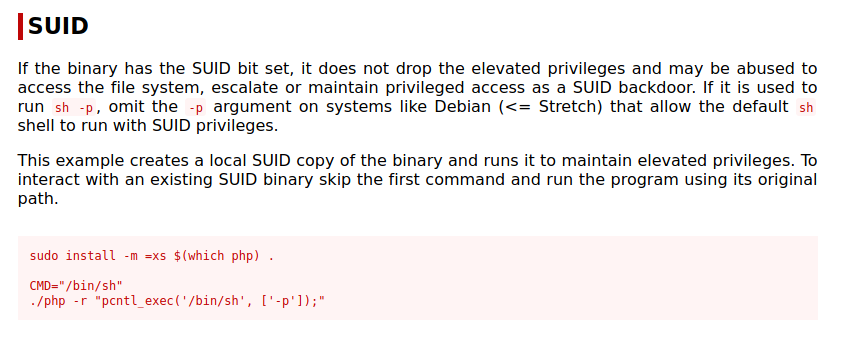 SUID
If the binary has the SUID bit set, it does not drop the elevated privileges and may be abused to
access the file system, escalate or maintain privileged access as a SUID backdoor. If it is used to
run sh -p, omit the -p argument on systems like Debian (<= Stretch) that allow the default sh
shell to run with SUID privileges.
This example creates a local SUID copy of the binary and runs it to maintain elevated privileges. To
interact with an existing SUID binary skip the first command and run the program using its original
path.
sudo install -m =xs $(which php) .
CMD="/bin/sh"
./php -r "pcntl_exec('/bin/sh', ['-p']);"